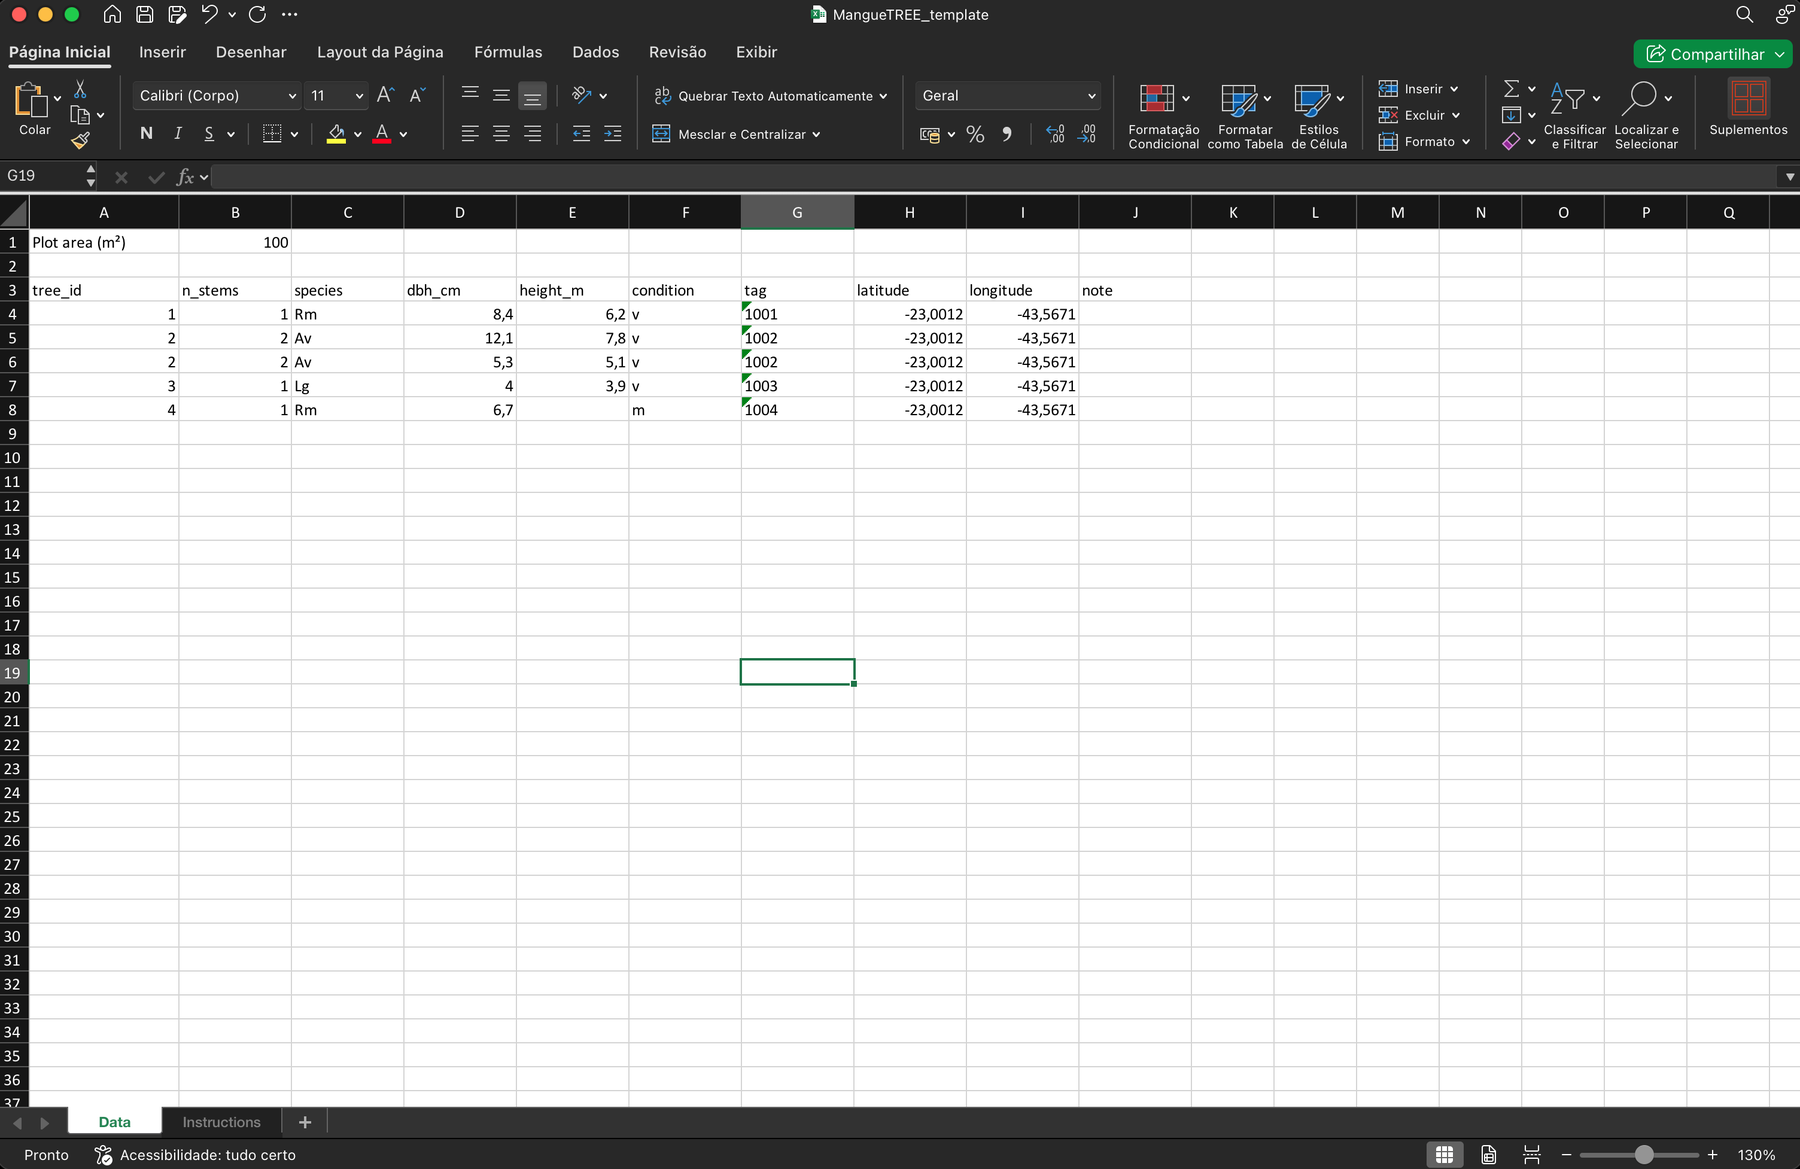 MangueTREE_template
Página Inicial Inserir Desenhar Layout da Página Fórmulas Dados Revisão Exibir Compartilhar
Colar Calibri (Corpo) 11 Quebrar Texto Automaticamente Geral Inserir
N I S Mesclar e Centralizar Excluir
Formatação Condicional Formatar como Tabela Estilos de Célula Formato Classificar e Filtrar Localizar e Selecionar Suplementos
G19 fx
A B C D E F G H I J K L M N O P Q
1 Plot area (m²) 100
2
3 tree_id n_stems species dbh_cm height_m condition tag latitude longitude note
4 1 1 Rm 8,4 6,2 v 1001 -23,0012 -43,5671
5 2 2 Av 12,1 7,8 v 1002 -23,0012 -43,5671
6 2 2 Av 5,3 5,1 v 1002 -23,0012 -43,5671
7 3 1 Lg 4 3,9 v 1003 -23,0012 -43,5671
8 4 1 Rm 6,7 m 1004 -23,0012 -43,5671
9
10
11
12
13
14
15
16
17
18
19
20
21
22
23
24
25
26
27
28
29
30
31
32
33
34
35
36
37
Data Instructions +
Pronto Acessibilidade: tudo certo − + 130%